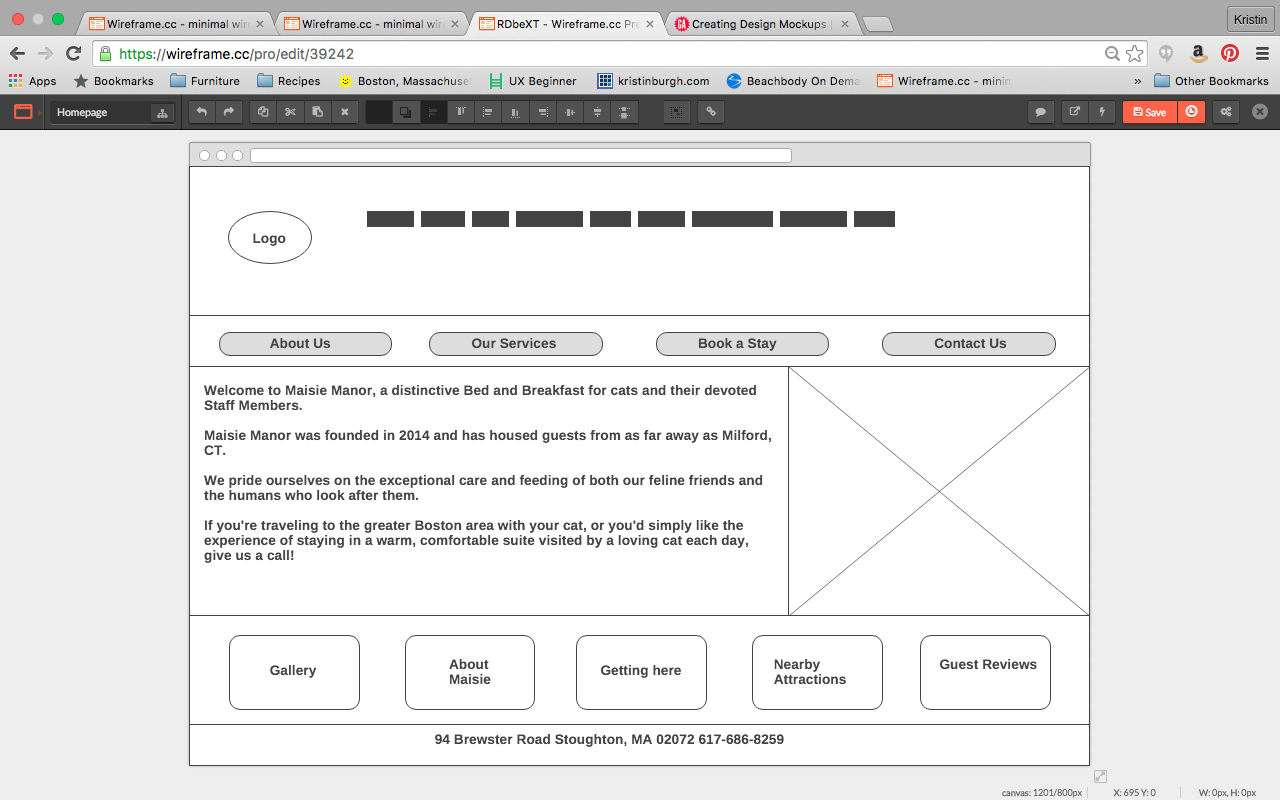 Wireframe.cc - minimal wir
Wireframe.cc - minimal wir
RDbeXT - Wireframe.cc Pr
Creating Design Mockups
Kristin
https://wireframe.cc/pro/edit/39242
Apps
Bookmarks
Furniture
Recipes
Boston, Massachuse
UX Beginner
kristinburgh.com
Beachbody On Dema
Wireframe.cc - minim
»
Other Bookmarks
Homepage
Save
Logo
About Us
Our Services
Book a Stay
Contact Us
Welcome to Maisie Manor, a distinctive Bed and Breakfast for cats and their devoted
Staff Members.
Maisie Manor was founded in 2014 and has housed guests from as far away as Milford,
CT.
We pride ourselves on the exceptional care and feeding of both our feline friends and
the humans who look after them.
If you're traveling to the greater Boston area with your cat, or you'd simply like the
experience of staying in a warm, comfortable suite visited by a loving cat each day,
give us a call!
Gallery
About
Maisie
Getting here
Nearby
Attractions
Guest Reviews
94 Brewster Road Stoughton, MA 02072 617-686-8259
canvas: 1201/800px
X: 695 Y: 0
W: 0px, H: 0px